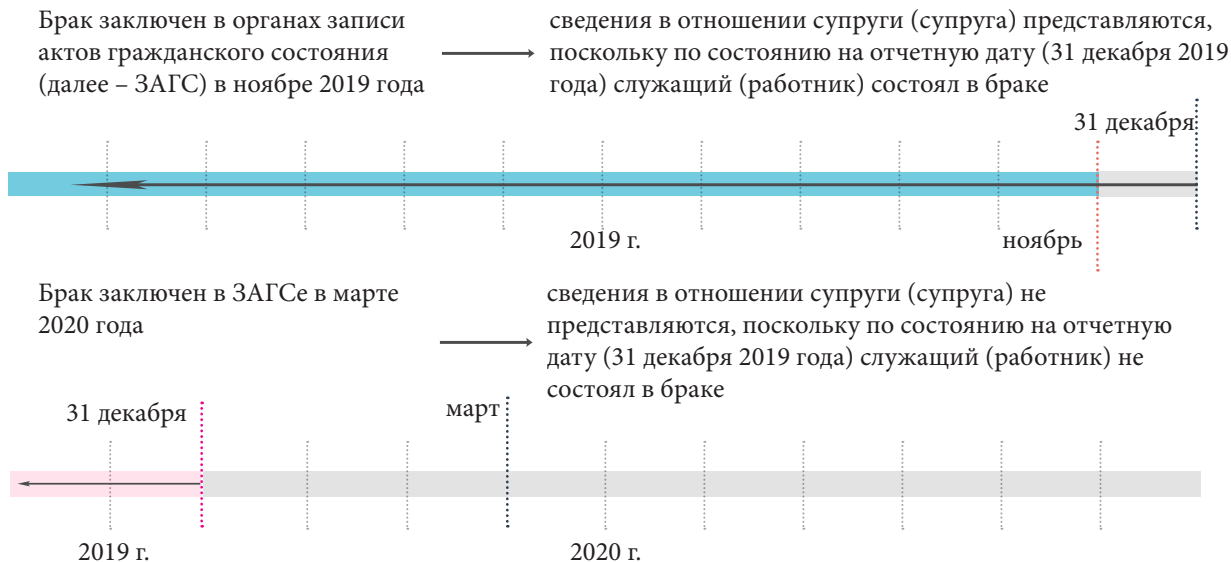 Брак заключен в органах записи
актов гражданского состояния
(далее – ЗАГС) в ноябре 2019 года
сведения в отношении супруги (супруга) представляются,
поскольку по состоянию на отчетную дату (31 декабря 2019
года) служащий (работник) состоял в браке
31 декабря
2019 г.
ноябрь
Брак заключен в ЗАГСе в марте
2020 года
сведения в отношении супруги (супруга) не
представляются, поскольку по состоянию на отчетную
дату (31 декабря 2019 года) служащий (работник) не
состоял в браке
31 декабря
март
2019 г.
2020 г.